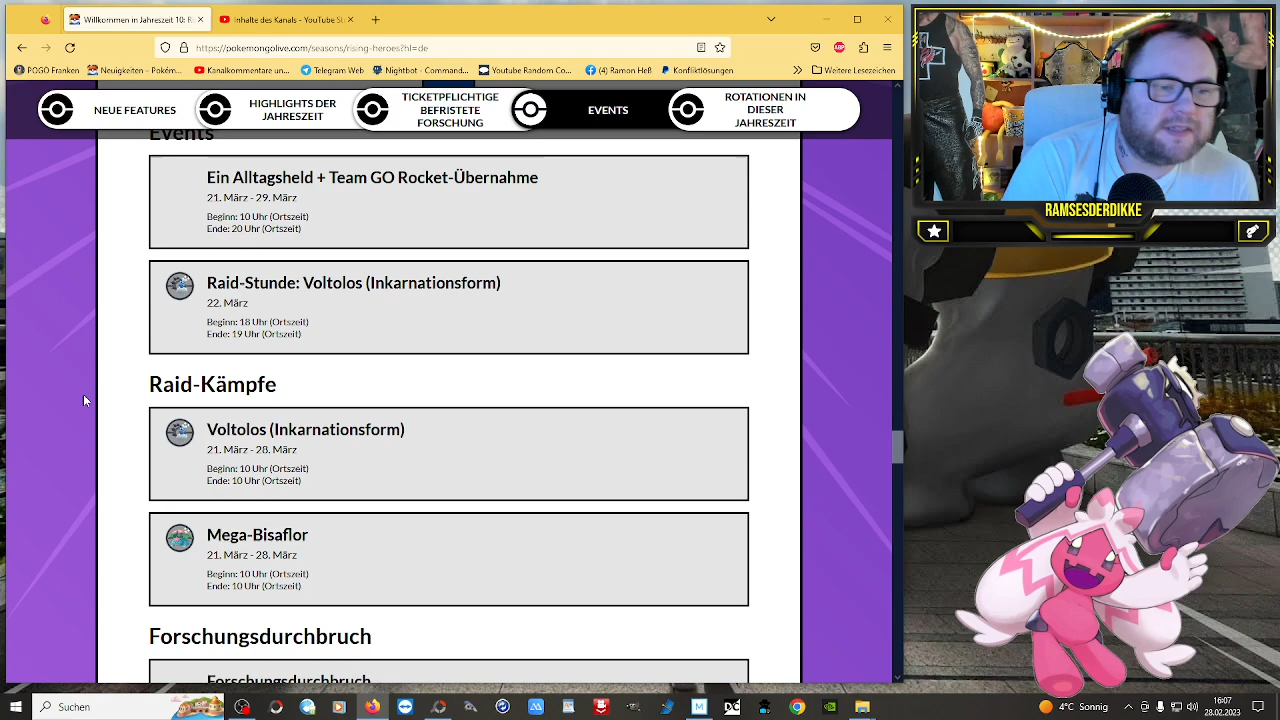 Willkommen in Jahreszeit 10: R
Inhalte des Kanals - YouTube St
https://pokemongolive.com/seasons/rising-heroes?hl=de
POGO Franken
Neuigkeiten – Pokém...
Kanalkommentare un...
Telegram Web
Nightbot - Command...
Youtube Random Co...
(4) Ramon Heß
Konfliktlösungen
Weitere Lesezeichen
NEUE FEATURES
HIGHLIGHTS DER
JAHRESZEIT
TICKETPFLICHTIGE
BEFRISTETE
FORSCHUNG
EVENTS
ROTATIONEN IN
DIESER
JAHRESZEIT
Events
Ein Alltagsheld + Team GO Rocket-Übernahme
21. März - 29. März
Beginn: 10 Uhr (Ortszeit)
Ende: 20 Uhr (Ortszeit)
Raid-Stunde: Voltolos (Inkarnationsform)
22. März
Beginn: 18 Uhr (Ortszeit)
Ende: 19 Uhr (Ortszeit)
Raid-Kämpfe
Voltolos (Inkarnationsform)
21. März - 28. März
Beginn: 10 Uhr (Ortszeit)
Ende: 10 Uhr (Ortszeit)
Mega-Bisaflor
21. März - 28. März
Beginn: 10 Uhr (Ortszeit)
Ende: 10 Uhr (Ortszeit)
Forschungsdurchbruch
Forschungsdurchbruch
RAMSESDERDIKKE
Suchen
4°C Sonnig
16:07
28.02.2023